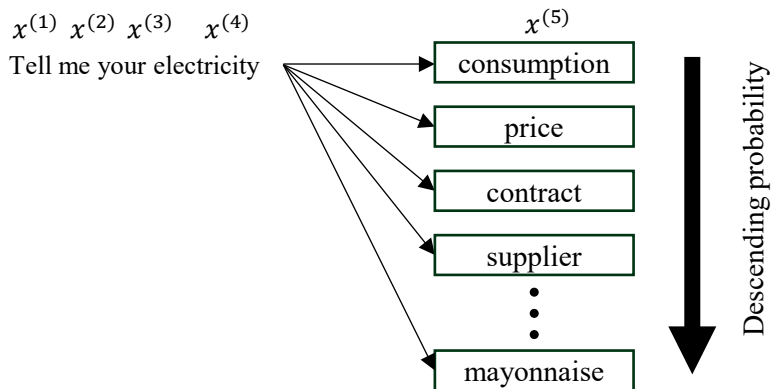 x^(1) x^(2) x^(3) x^(4)
Tell me your electricity
x^(5)
consumption
price
contract
supplier
mayonnaise
Descending probability